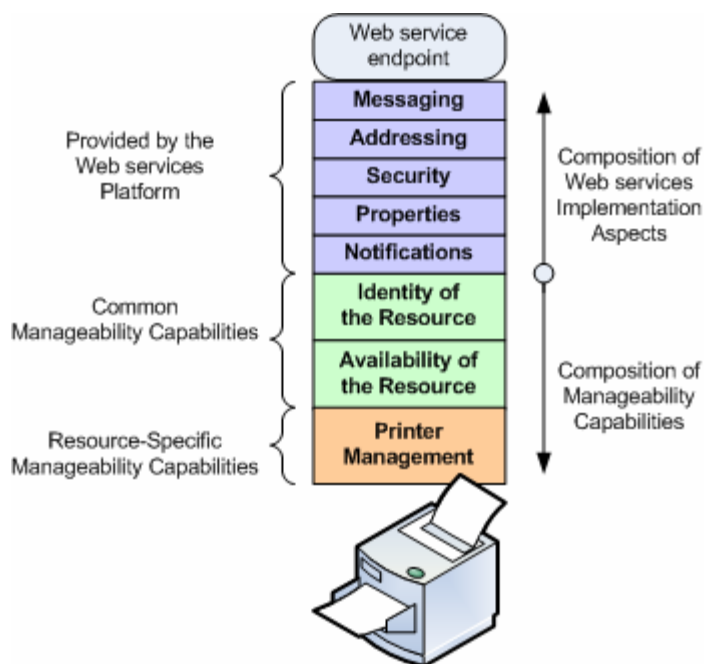 Web service
endpoint
Messaging
Addressing
Security
Properties
Notifications
Identity of
the Resource
Availability of
the Resource
Printer
Management
Provided by the
Web services
Platform
Common
Manageability Capabilities
Resource-Specific
Manageability Capabilities
Composition of
Web services
Implementation
Aspects
Composition of
Manageability
Capabilities